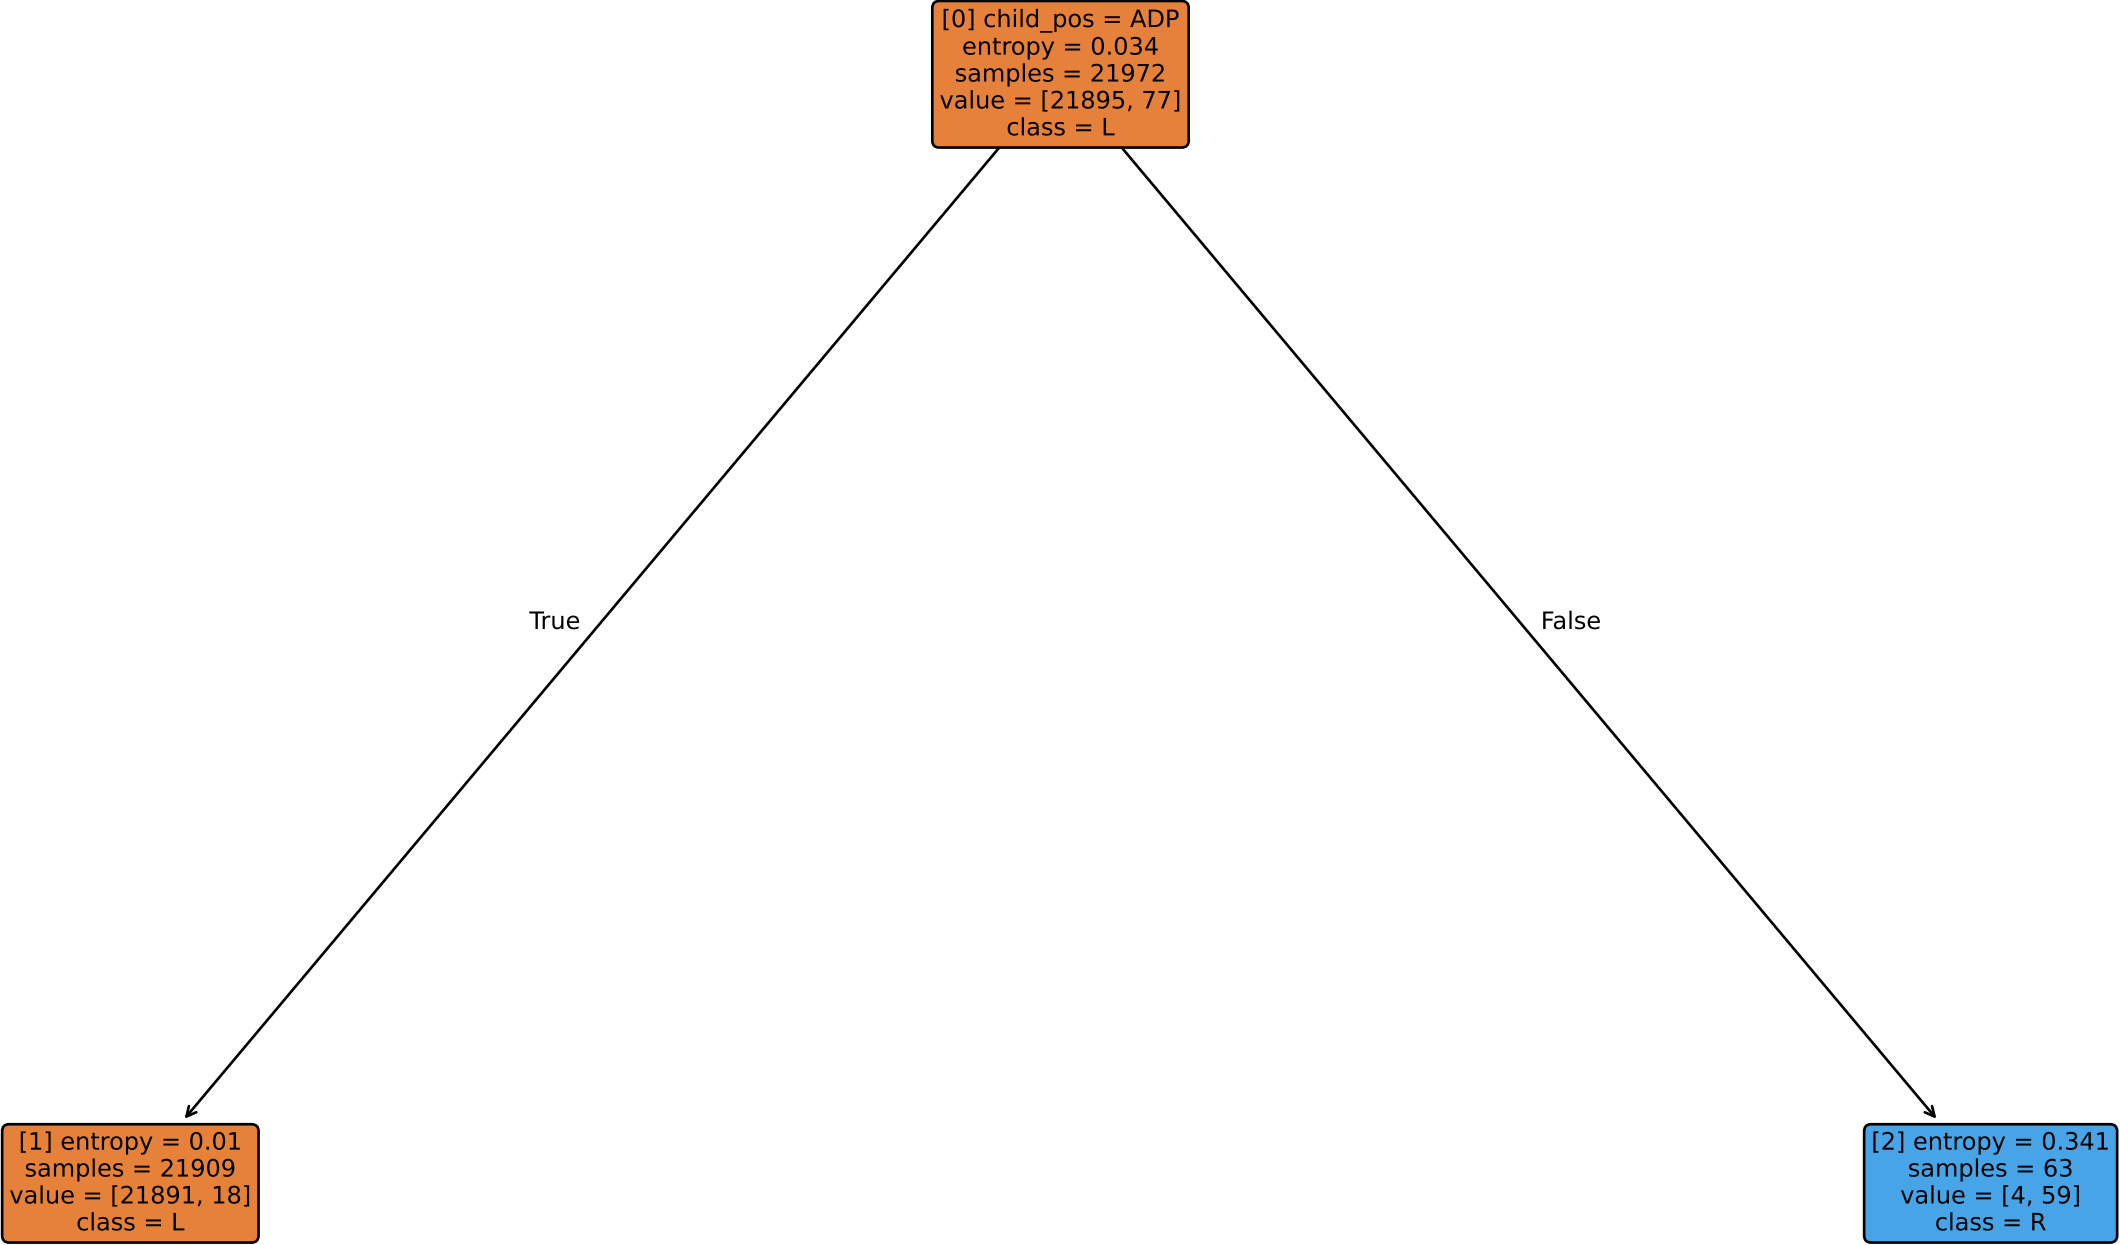 [0] child_pos = ADP
entropy = 0.034
samples = 21972
value = [21895, 77]
class = L
True
False
[1] entropy = 0.01
samples = 21909
value = [21891, 18]
class = L
[2] entropy = 0.341
samples = 63
value = [4, 59]
class = R